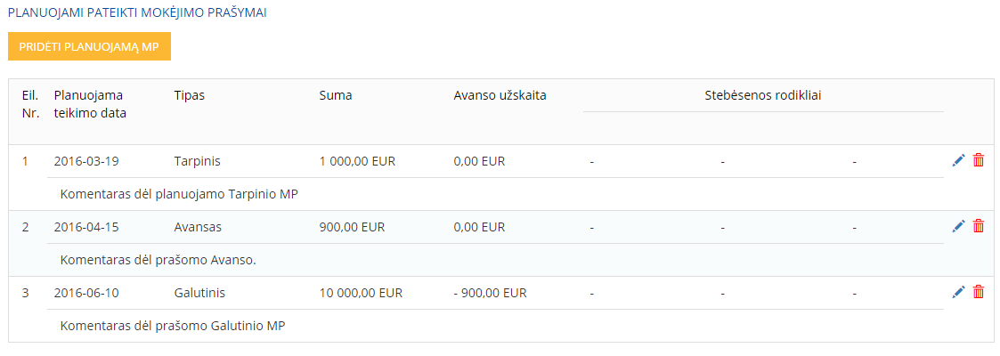 PLANUOJAMI PATEIKTI MOKĖJIMO PRAŠYMAI
PRIDĖTI PLANUOJAMĄ MP
Eil. Nr. Planuojama teikimo data Tipas Suma Avanso užskaita Stebėsenos rodikliai
1 2016-03-19 Tarpinis 1 000,00 EUR 0,00 EUR - - -
Komentaras dėl planuojamo Tarpinio MP
2 2016-04-15 Avansas 900,00 EUR 0,00 EUR - - -
Komentaras dėl prašomo Avanso.
3 2016-06-10 Galutinis 10 000,00 EUR - 900,00 EUR - - -
Komentaras dėl prašomo Galutinio MP